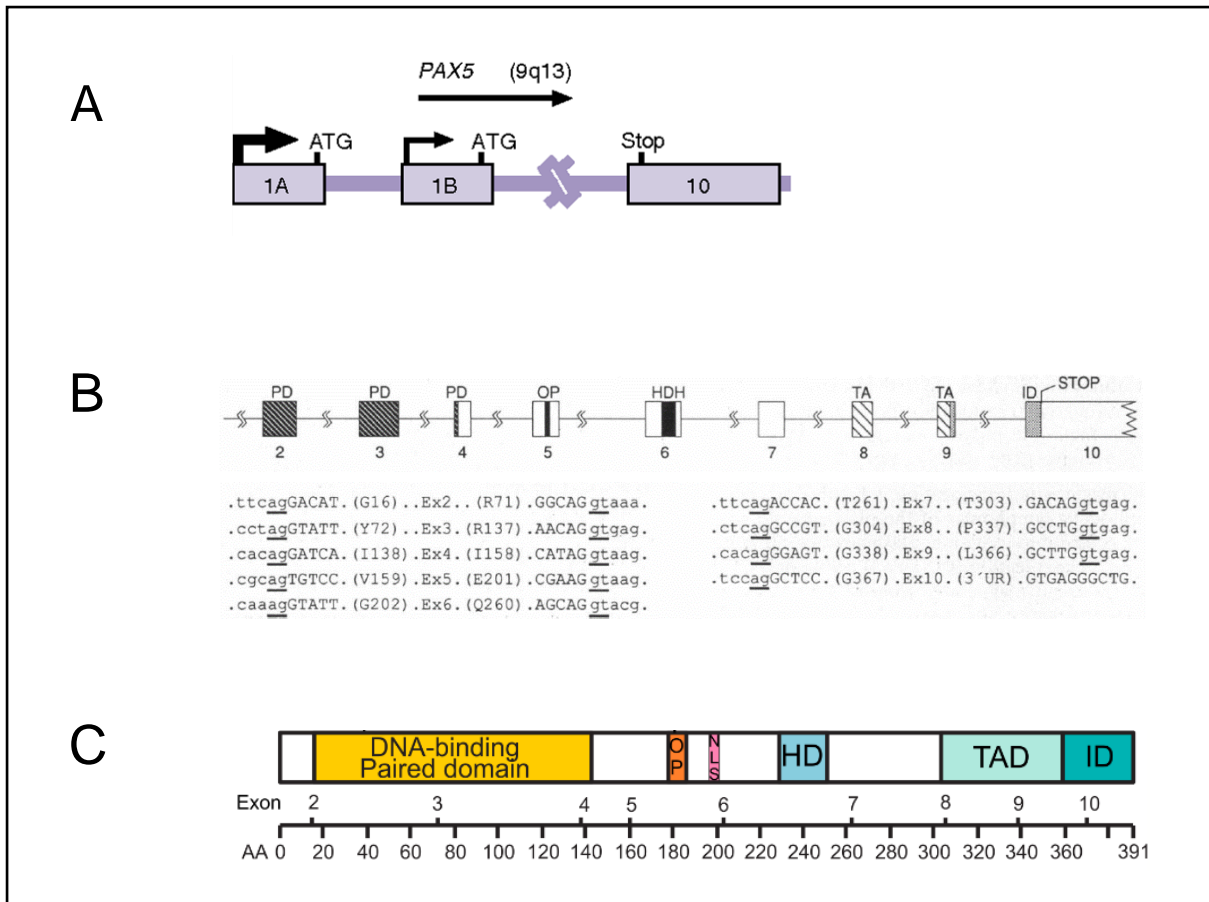 A
PAX5 (9q13)
ATG ATG Stop
1A 1B 10
B
PD PD PD OP HDH TA TA ID STOP
2 3 4 5 6 7 8 9 10
.ttcagGACAT.(G16)..Ex2..(R71).GGCAGgtaaa.
.cctagGTATT.(Y72).Ex3.(R137).AACAGgtgag.
.cacagGATCA.(I138).Ex4.(I158).CATAGgtaag.
.cgcagTGTCC.(V159).Ex5.(E201).CGAAGgtaag.
.caaagGTATT.(G202).Ex6.(Q260).AGCAGgtacg.
.ttcagACCAC.(T261).Ex7..(T303).GACAGgtgag.
.ctcagGCCGT.(G304).Ex8..(P337).GCCTGgtgag.
.cacagGGAGT.(G338).Ex9..(L366).GCTTGgtgag.
.tccagGCTCC.(G367).Ex10.(3´UR).GTGAGGGCTG.
C
DNA-binding
Paired domain
OP
NLS
HD
TAD
ID
Exon 2 3 4 5 6 7 8 9 10
AA 0 20 40 60 80 100 120 140 160 180 200 220 240 260 280 300 320 340 360 391